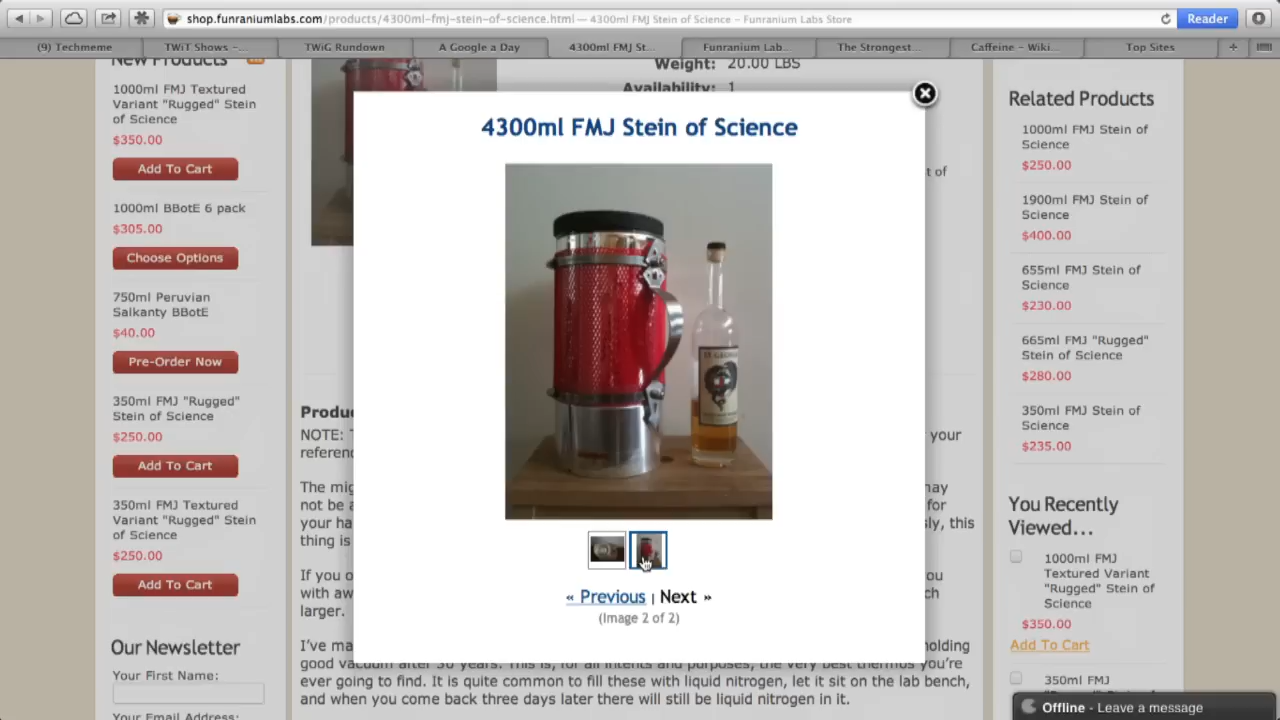 shop.funraniumlabs.com/products/4300ml-fmj-stein-of-science.html — 4300ml FMJ Stein of Science – Funranium Labs Store
Reader
(9) Techmeme
TWiT Shows –...
TWiG Rundown
A Google a Day
4300ml FMJ St...
Funranium Lab...
The Strongest...
Caffeine – Wiki...
Top Sites
New Products
1000ml FMJ Textured
Variant "Rugged" Stein
of Science
$350.00
Add To Cart
1000ml BBotE 6 pack
$305.00
Choose Options
750ml Peruvian
Salkanty BBotE
$40.00
Pre-Order Now
350ml FMJ "Rugged"
Stein of Science
$250.00
Add To Cart
350ml FMJ Textured
Variant "Rugged" Stein
of Science
$250.00
Add To Cart
Our Newsletter
Your First Name:
Your Email Address:
Weight: 20.00 LBS
Availability: 1
4300ml FMJ Stein of Science
ST GEORGE
« Previous | Next »
(Image 2 of 2)
t of
Produc
NOTE: T
your
referenc
The mig
may
not be a
for
your ha
sly, this
thing is
If you o
you
with aw
ch
larger.
I've ma
holding
good vacuum after 50 years. This is, for all intents and purposes, the very best thermos you're
ever going to find. It is quite common to fill these with liquid nitrogen, let it sit on the lab bench,
and when you come back three days later there will still be liquid nitrogen in it.
Related Products
1000ml FMJ Stein of
Science
$250.00
1900ml FMJ Stein of
Science
$400.00
655ml FMJ Stein of
Science
$230.00
665ml FMJ "Rugged"
Stein of Science
$280.00
350ml FMJ Stein of
Science
$235.00
You Recently
Viewed...
1000ml FMJ
Textured Variant
"Rugged" Stein of
Science
$350.00
Add To Cart
350ml FMJ
Offline - Leave a message